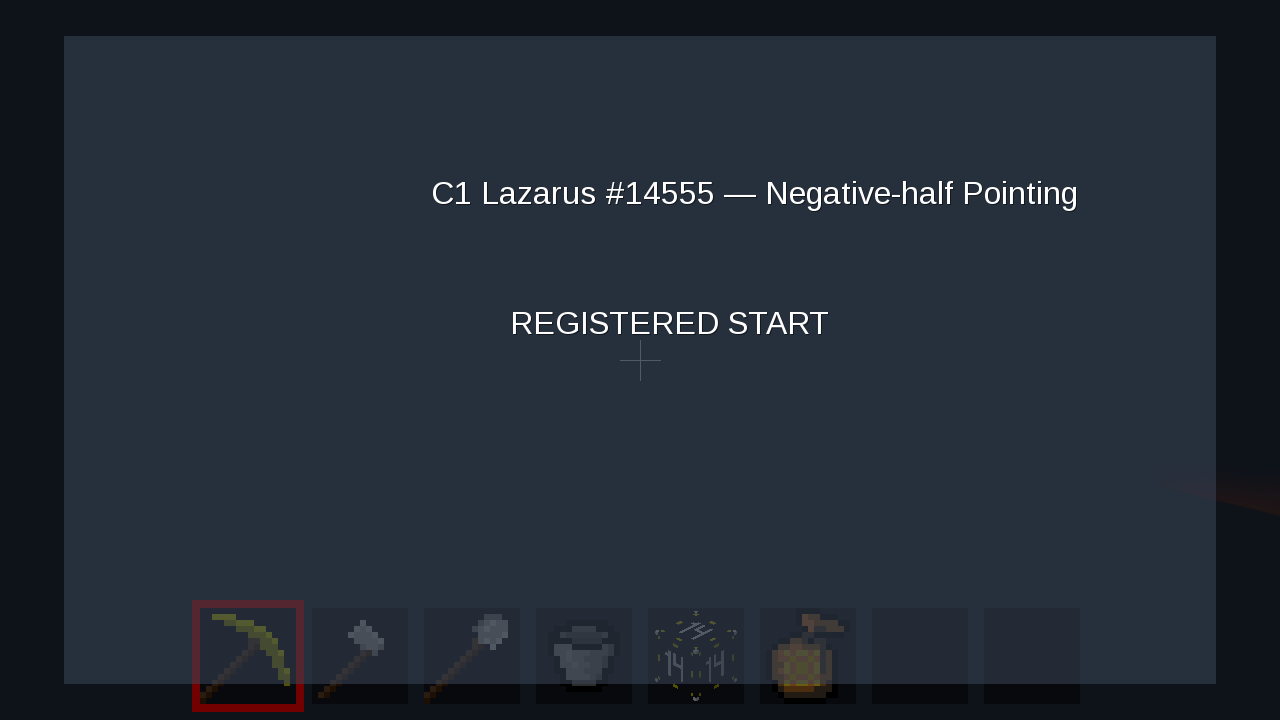 C1 Lazarus #14555 — Negative-half Pointing
REGISTERED START